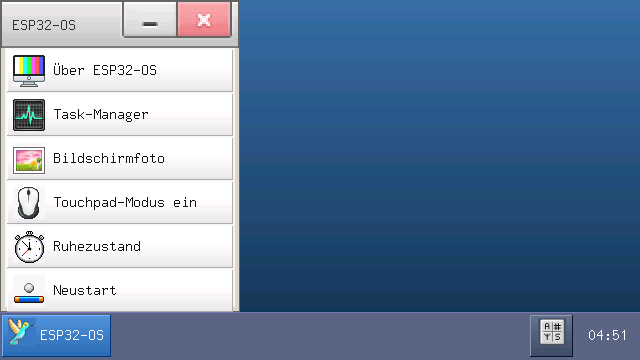 ESP32-OS
Über ESP32-OS
Task-Manager
Bildschirmfoto
Touchpad-Modus ein
Ruhezustand
Neustart
ESP32-OS
A #
T S
04:51